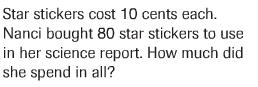 Star stickers cost 10 cents each.
Nanci bought 80 star stickers to use
in her science report. How much did
she spend in all?